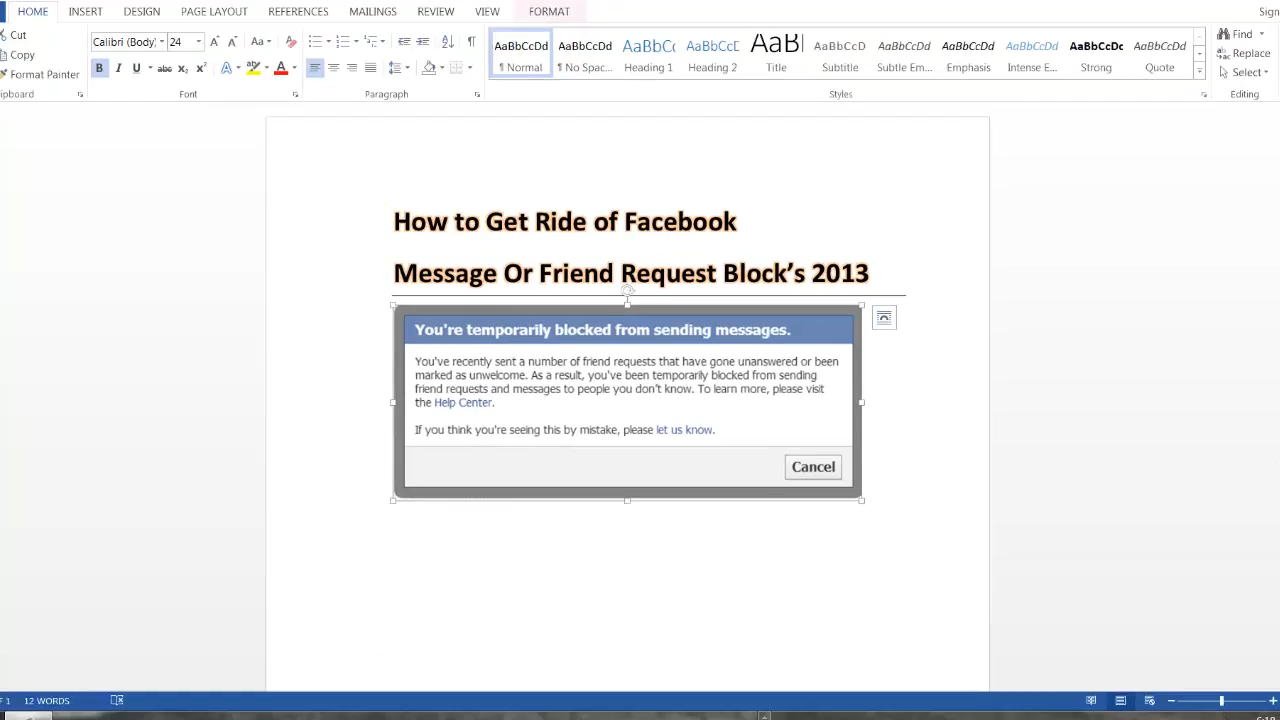 HOME INSERT DESIGN PAGE LAYOUT REFERENCES MAILINGS REVIEW VIEW FORMAT Sign
Cut
Copy
Format Painter
Calibri (Body) 24
AaBbCcDd AaBbCcDd AaBbCc AaBbCcD AaBl AaBbCcD AaBbCcDd AaBbCcDd AaBbCcDd AaBbCcDc AaBbCcDd
¶ Normal ¶ No Spac... Heading 1 Heading 2 Title Subtitle Subtle Em... Emphasis Intense E... Strong Quote
Find
Replace
Select
ipboard Font Paragraph Styles Editing
How to Get Ride of Facebook
Message Or Friend Request Block’s 2013
You're temporarily blocked from sending messages.
You've recently sent a number of friend requests that have gone unanswered or been
marked as unwelcome. As a result, you've been temporarily blocked from sending
friend requests and messages to people you don't know. To learn more, please visit
the Help Center.
If you think you're seeing this by mistake, please let us know.
Cancel
F 1 12 WORDS